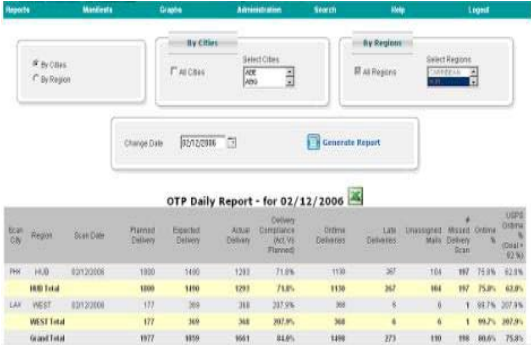 Reports Manifests Graphs Administration Search Help Logout
By Cities
By Regions
By Cities
By Region
All Cities
Select Cities
ABE
ABQ
All Regions
Select Regions
CARIBBEAN
HUB
Change Date 02/12/2006 Generate Report
OTP Daily Report - for 02/12/2006
Scan City Region Scan Date Planned Delivery Expected Delivery Actual Delivery Delivery Compliance (Act. Vs Planned) Ontime Deliveries Late Deliveries Unassigned Mails # Missed Delivery Scan Ontime % USPS Ontime % (Goal = 92 %)
PHX HUB 02/12/2006 1800 1490 1293 71.8% 1130 267 104 197 75.8% 62.8%
HUB Total 1800 1490 1293 71.8% 1130 267 104 197 75.8% 62.8%
LAX WEST 02/12/2006 177 369 368 207.9% 368 6 6 1 99.7% 207.9%
WEST Total 177 369 368 207.9% 368 6 6 1 99.7% 207.9%
Grand Total 1977 1859 1661 84.0% 1498 273 110 198 80.6% 75.8%